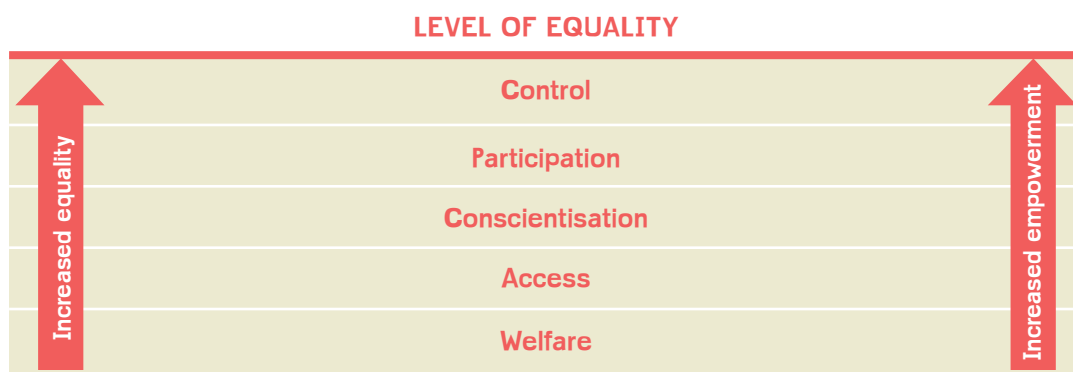 LEVEL OF EQUALITY
Increased equality
Control
Participation
Conscientisation
Access
Welfare
Increased empowerment